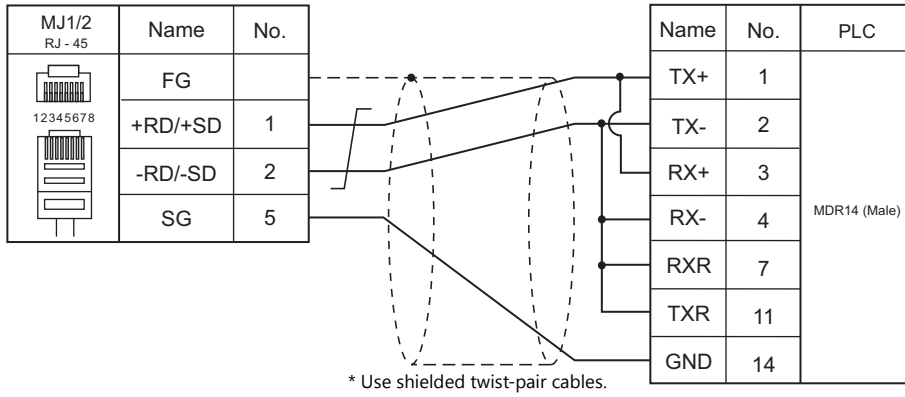 MJ1/2 Name No.
RJ - 45
FG
12345678
+RD/+SD 1
-RD/-SD 2
SG 5
Name No. PLC
TX+ 1
TX- 2
RX+ 3
RX- 4
MDR14 (Male)
RXR 7
TXR 11
GND 14
* Use shielded twist-pair cables.